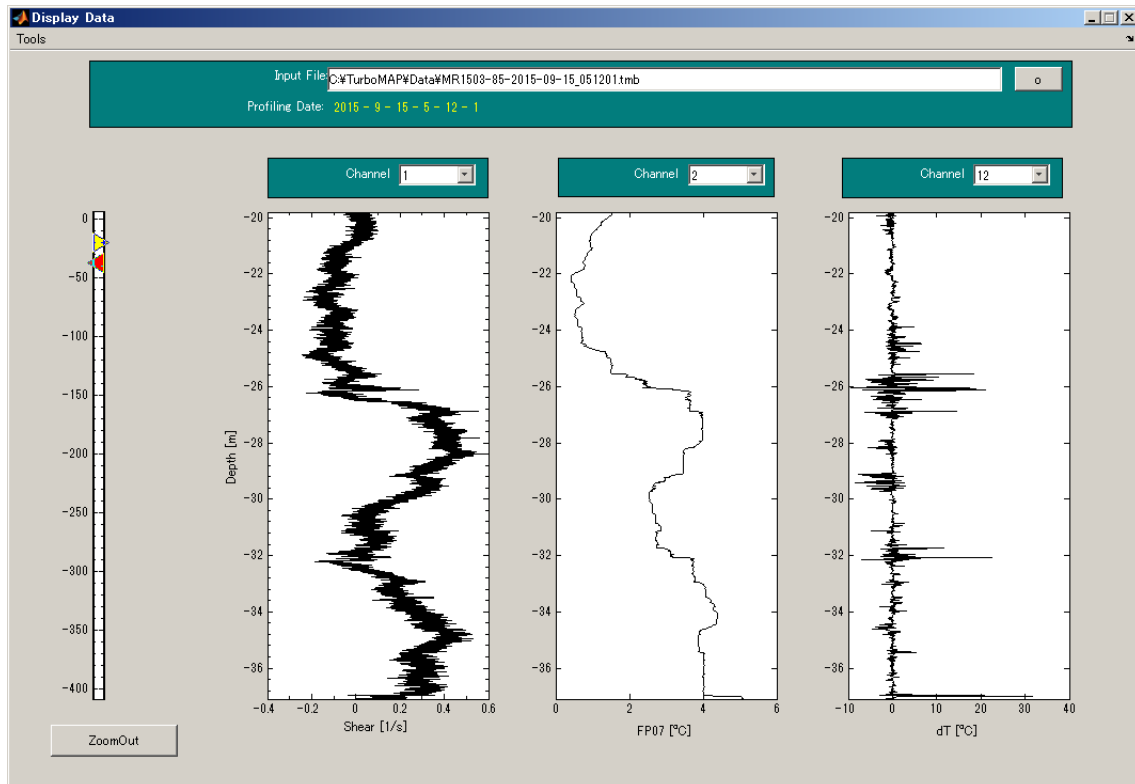 Display Data
Tools
Input File: C:¥TurboMAP¥Data¥MR1503-85-2015-09-15_051201.tmb o
Profiling Date: 2015 - 9 - 15 - 5 - 12 - 1
Channel 1 Channel 2 Channel 12
0
-50
-100
-150
-200
-250
-300
-350
-400
Depth [m]
-20
-22
-24
-26
-28
-30
-32
-34
-36
-0.4 -0.2 0 0.2 0.4 0.6
Shear [1/s]
-20
-22
-24
-26
-28
-30
-32
-34
-36
0 2 4 6
FP07 [ºC]
-20
-22
-24
-26
-28
-30
-32
-34
-36
-10 0 10 20 30 40
dT [ºC]
ZoomOut